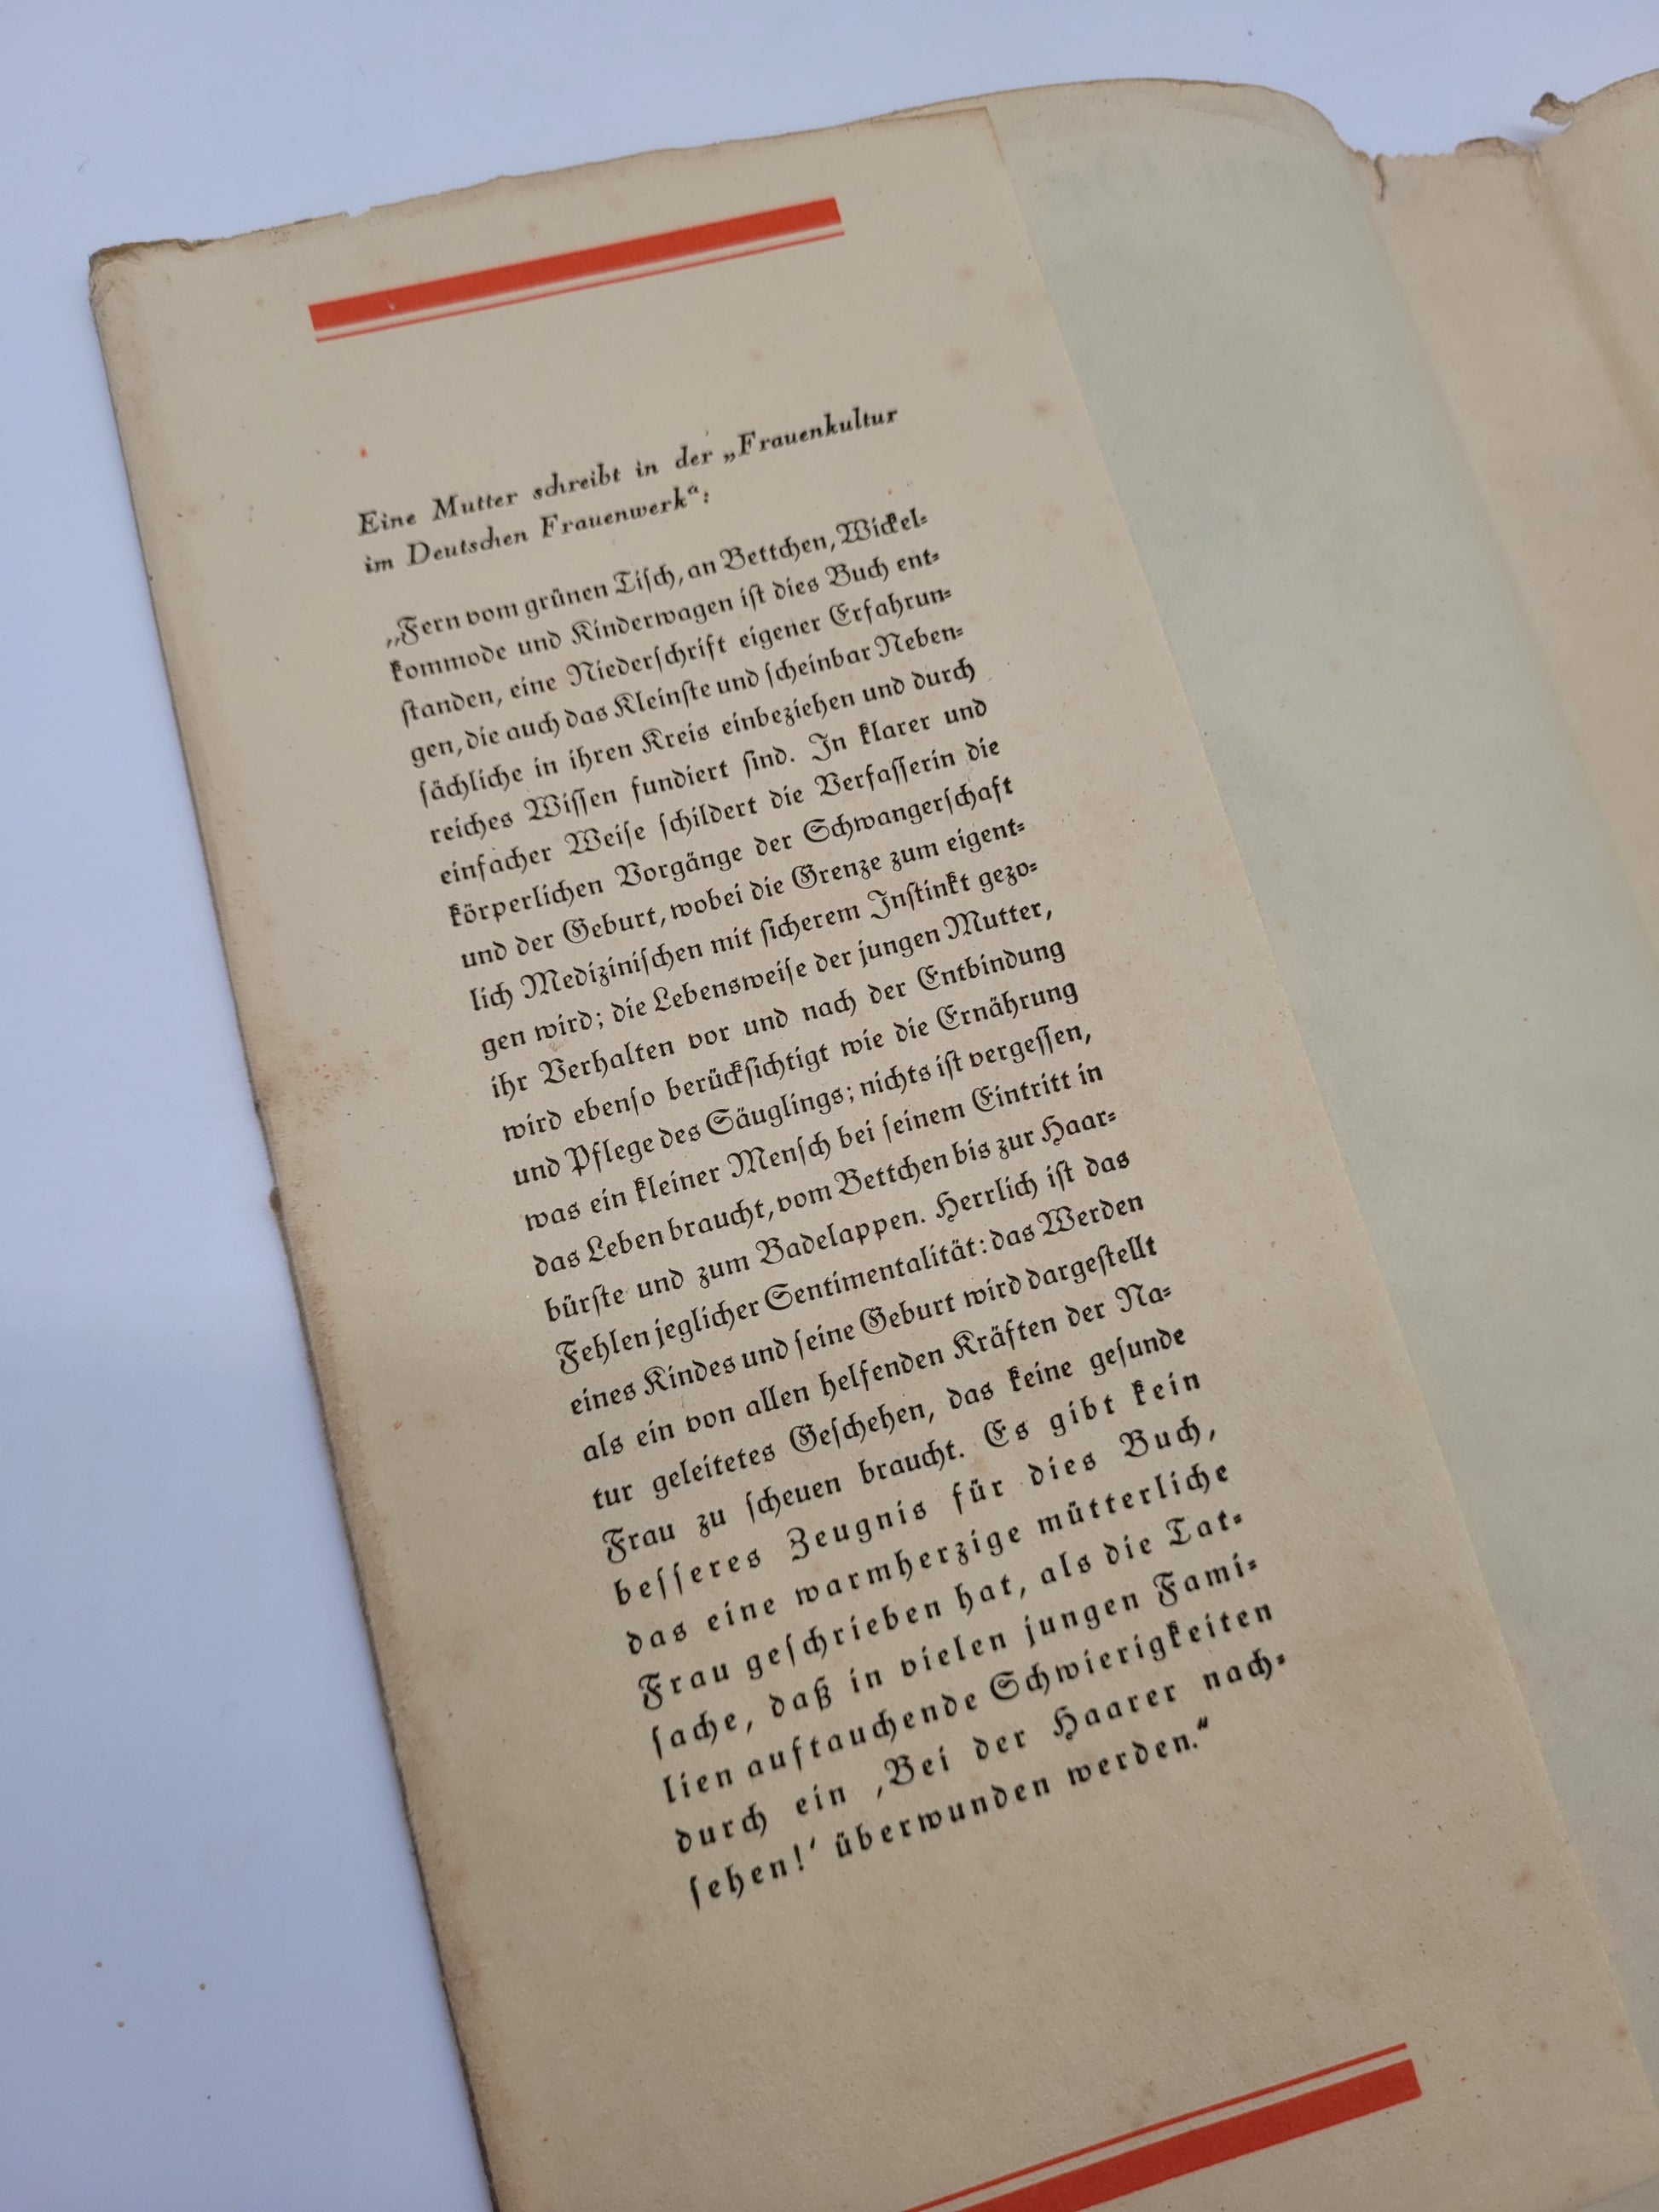 Eine Mutter schreibt in der „Frauenkultur
im Deutschen Frauenwerk“:
„Fern vom grünen Tiſch, an Bettchen, Wickel-
kommode und Kinderwagen iſt dies Buch ent-
ſtanden, eine Niederſchrift eigener Erfahrun-
gen, die auch das Kleinſte und ſcheinbar Neben-
ſächliche in ihren Kreis einbeziehen und durch
reiches Wiſſen fundiert ſind. In klarer und
einfacher Weiſe ſchildert die Verfaſſerin die
körperlichen Vorgänge der Schwangerſchaft
und der Geburt, wobei die Grenze zum eigent-
lich Mediziniſchen mit ſicherem Inſtinkt gezo-
gen wird; die Lebensweiſe der jungen Mutter,
ihr Verhalten vor und nach der Entbindung
wird ebenſo berückſichtigt wie die Ernährung
und Pflege des Säuglings; nichts iſt vergeſſen,
was ein kleiner Menſch bei ſeinem Eintritt in
das Leben braucht, vom Bettchen bis zur Haar-
bürſte und zum Badelappen. Herrlich iſt das
Fehlen jeglicher Sentimentalität: das Werden
eines Kindes und ſeine Geburt wird dargeſtellt
als ein von allen helfenden Kräften der Na-
tur geleitetes Geſchehen, das keine geſunde
Frau zu ſcheuen braucht. Es gibt kein
beſſeres Zeugnis für dies Buch,
das eine warmherzige mütterliche
Frau geſchrieben hat, als die Tat-
ſache, daß in vielen jungen Fami-
lien auftauchende Schwierigkeiten
durch ein ‚Bei der Haarer nach-
ſehen!‘ überwunden werden.“